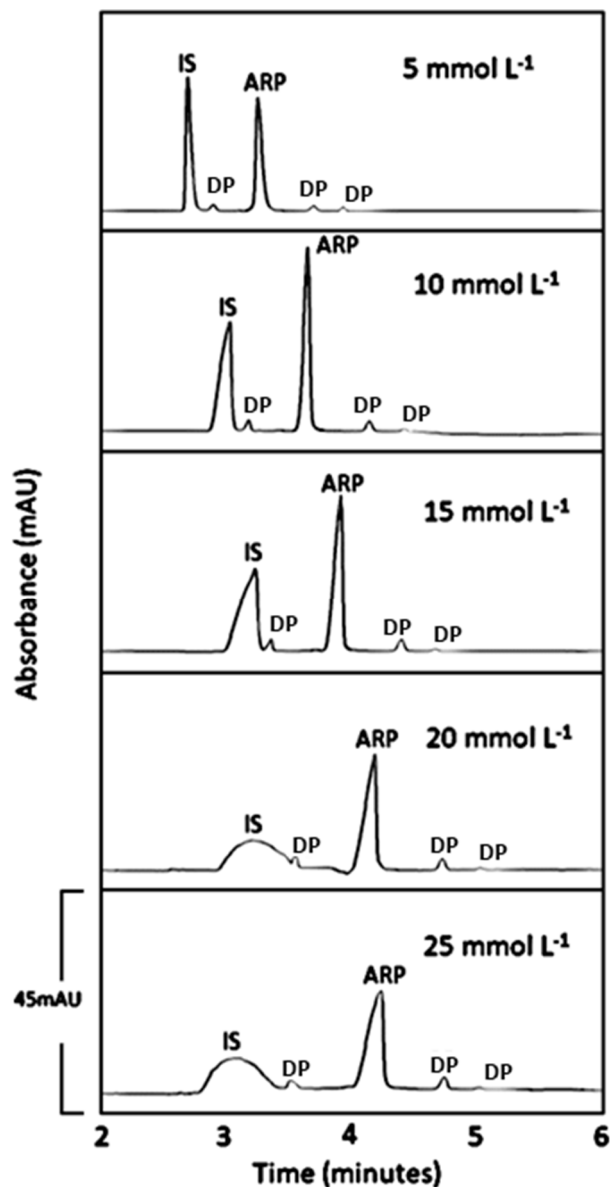 IS
ARP
5 mmol L-1
DP
DP
DP
ARP
10 mmol L-1
IS
DP
DP
DP
ARP
15 mmol L-1
IS
DP
DP
DP
ARP
20 mmol L-1
IS
DP
DP
DP
25 mmol L-1
ARP
IS
DP
DP
DP
Absorbance (mAU)
45mAU
2 3 4 5 6
Time (minutes)